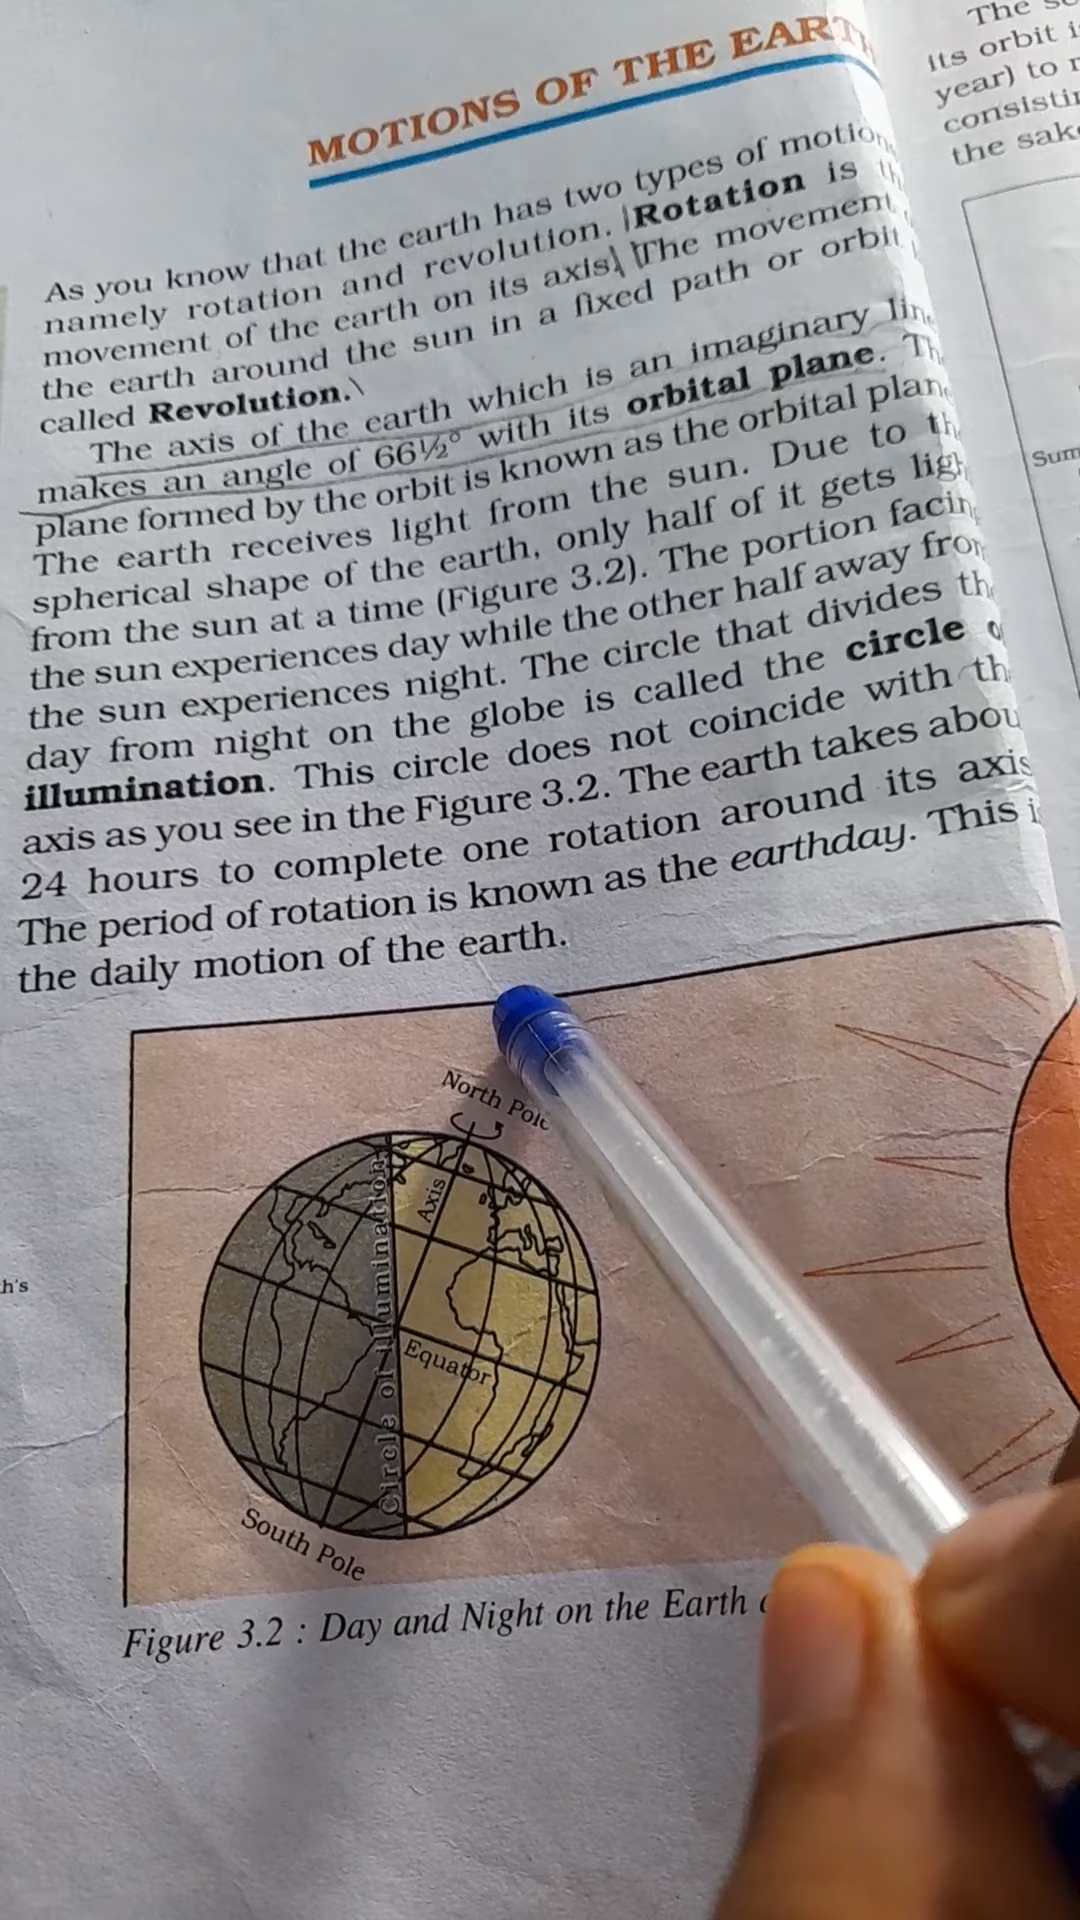 MOTIONS OF THE EARTH
As you know that the earth has two types of motions
namely rotation and revolution. Rotation is the
movement of the earth on its axis. The movement
the earth around the sun in a fixed path or orbit
called Revolution.
The axis of the earth which is an imaginary line
makes an angle of 66½° with its orbital plane. The
plane formed by the orbit is known as the orbital plane
The earth receives light from the sun. Due to the
spherical shape of the earth, only half of it gets light
from the sun at a time (Figure 3.2). The portion facing
the sun experiences day while the other half away from
the sun experiences night. The circle that divides the
day from night on the globe is called the circle of
illumination. This circle does not coincide with the
axis as you see in the Figure 3.2. The earth takes about
24 hours to complete one rotation around its axis
The period of rotation is known as the earthday. This is
the daily motion of the earth.
North Pole
Axis
Circle of illumination
Equator
South Pole
Figure 3.2 : Day and Night on the Earth
h's
The
its orbit
year) to
the
Sum